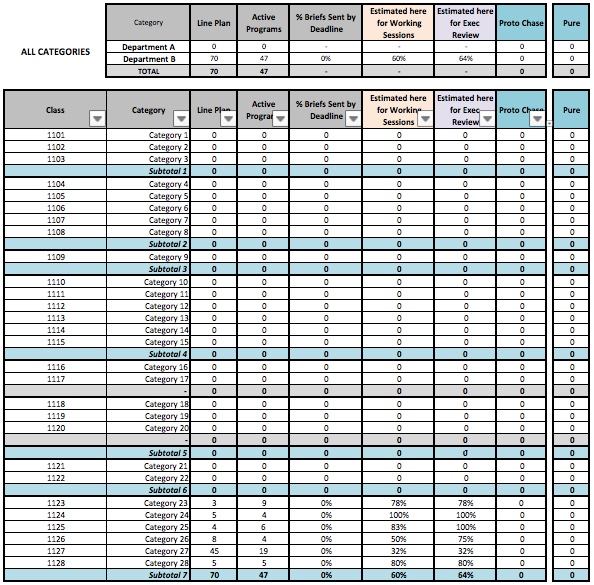 Category Line Plan Active Programs % Briefs Sent by Deadline Estimated here for Working Sessions Estimated here for Exec Review Proto Chase Pure
ALL CATEGORIES
Department A 0 0 - - - 0 0
Department B 70 47 0% 60% 64% 0 0
TOTAL 70 47 - - - 0 0
Class Category Line Plan Active Program % Briefs Sent by Deadline Estimated here for Working Sessions Estimated here for Exec Review Proto Chase Pure
1101 Category 1 0 0 0 0 0 0 0
1102 Category 2 0 0 0 0 0 0 0
1103 Category 3 0 0 0 0 0 0 0
Subtotal 1 0 0 0 0 0 0 0
1104 Category 4 0 0 0 0 0 0 0
1105 Category 5 0 0 0 0 0 0 0
1106 Category 6 0 0 0 0 0 0 0
1107 Category 7 0 0 0 0 0 0 0
1108 Category 8 0 0 0 0 0 0 0
Subtotal 2 0 0 0 0 0 0 0
1109 Category 9 0 0 0 0 0 0 0
Subtotal 3 0 0 0 0 0 0 0
1110 Category 10 0 0 0 0 0 0 0
1111 Category 11 0 0 0 0 0 0 0
1112 Category 12 0 0 0 0 0 0 0
1113 Category 13 0 0 0 0 0 0 0
1114 Category 14 0 0 0 0 0 0 0
1115 Category 15 0 0 0 0 0 0 0
Subtotal 4 0 0 0 0 0 0 0
1116 Category 16 0 0 0 0 0 0 0
1117 Category 17 0 0 0 0 0 0 0
- 0 0 0 0 0 0 0
1118 Category 18 0 0 0 0 0 0 0
1119 Category 19 0 0 0 0 0 0 0
1120 Category 20 0 0 0 0 0 0 0
- 0 0 0 0 0 0 0
Subtotal 5 0 0 0 0 0 0 0
1121 Category 21 0 0 0 0 0 0 0
1122 Category 22 0 0 0 0 0 0 0
Subtotal 6 0 0 0 0 0 0 0
1123 Category 23 3 9 0% 78% 78% 0 0
1124 Category 24 5 4 0% 100% 100% 0 0
1125 Category 25 4 6 0% 83% 100% 0 0
1126 Category 26 8 4 0% 50% 75% 0 0
1127 Category 27 45 19 0% 32% 32% 0 0
1128 Category 28 5 5 0% 80% 80% 0 0
Subtotal 7 70 47 0% 60% 64% 0 0